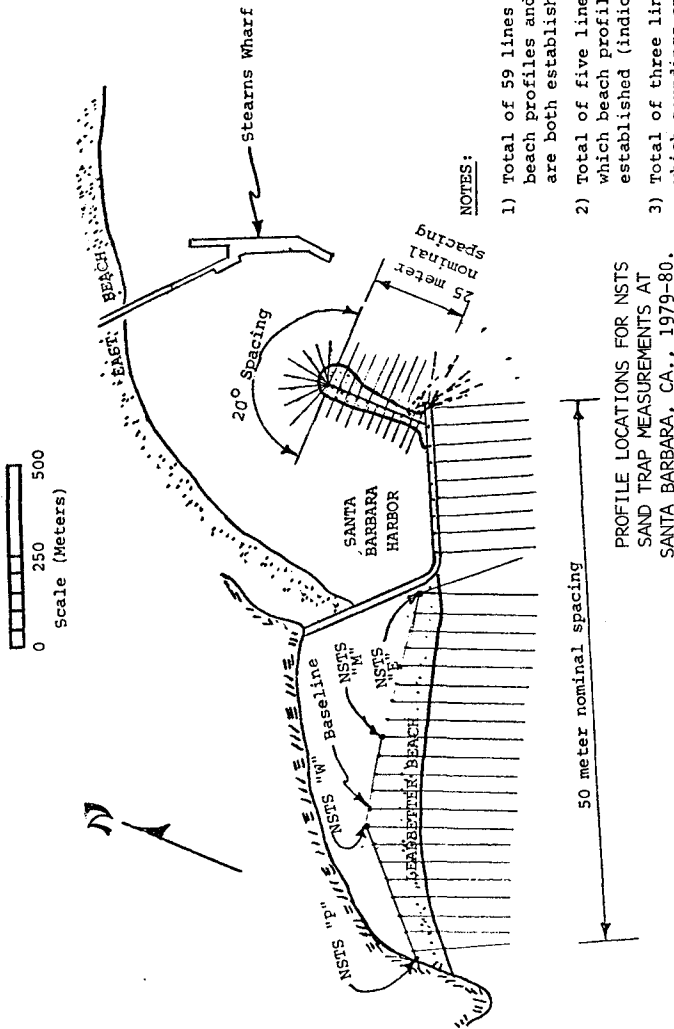 0 250 500
Scale (Meters)
N
Stearns Wharf
EAST BEACH
20° Spacing
25 meter
nominal
spacing
SANTA
BARBARA
HARBOR
NSTS "P"
NSTS "W" Baseline
NSTS
"M"
NSTS
"E"
LEADBETTER BEACH
50 meter nominal spacing
NOTES:
1) Total of 59 lines
beach profiles and
are both establish
2) Total of five line
which beach profil
established (indic
3) Total of three lin
PROFILE LOCATIONS FOR NSTS
SAND TRAP MEASUREMENTS AT
SANTA BARBARA, CA., 1979-80.